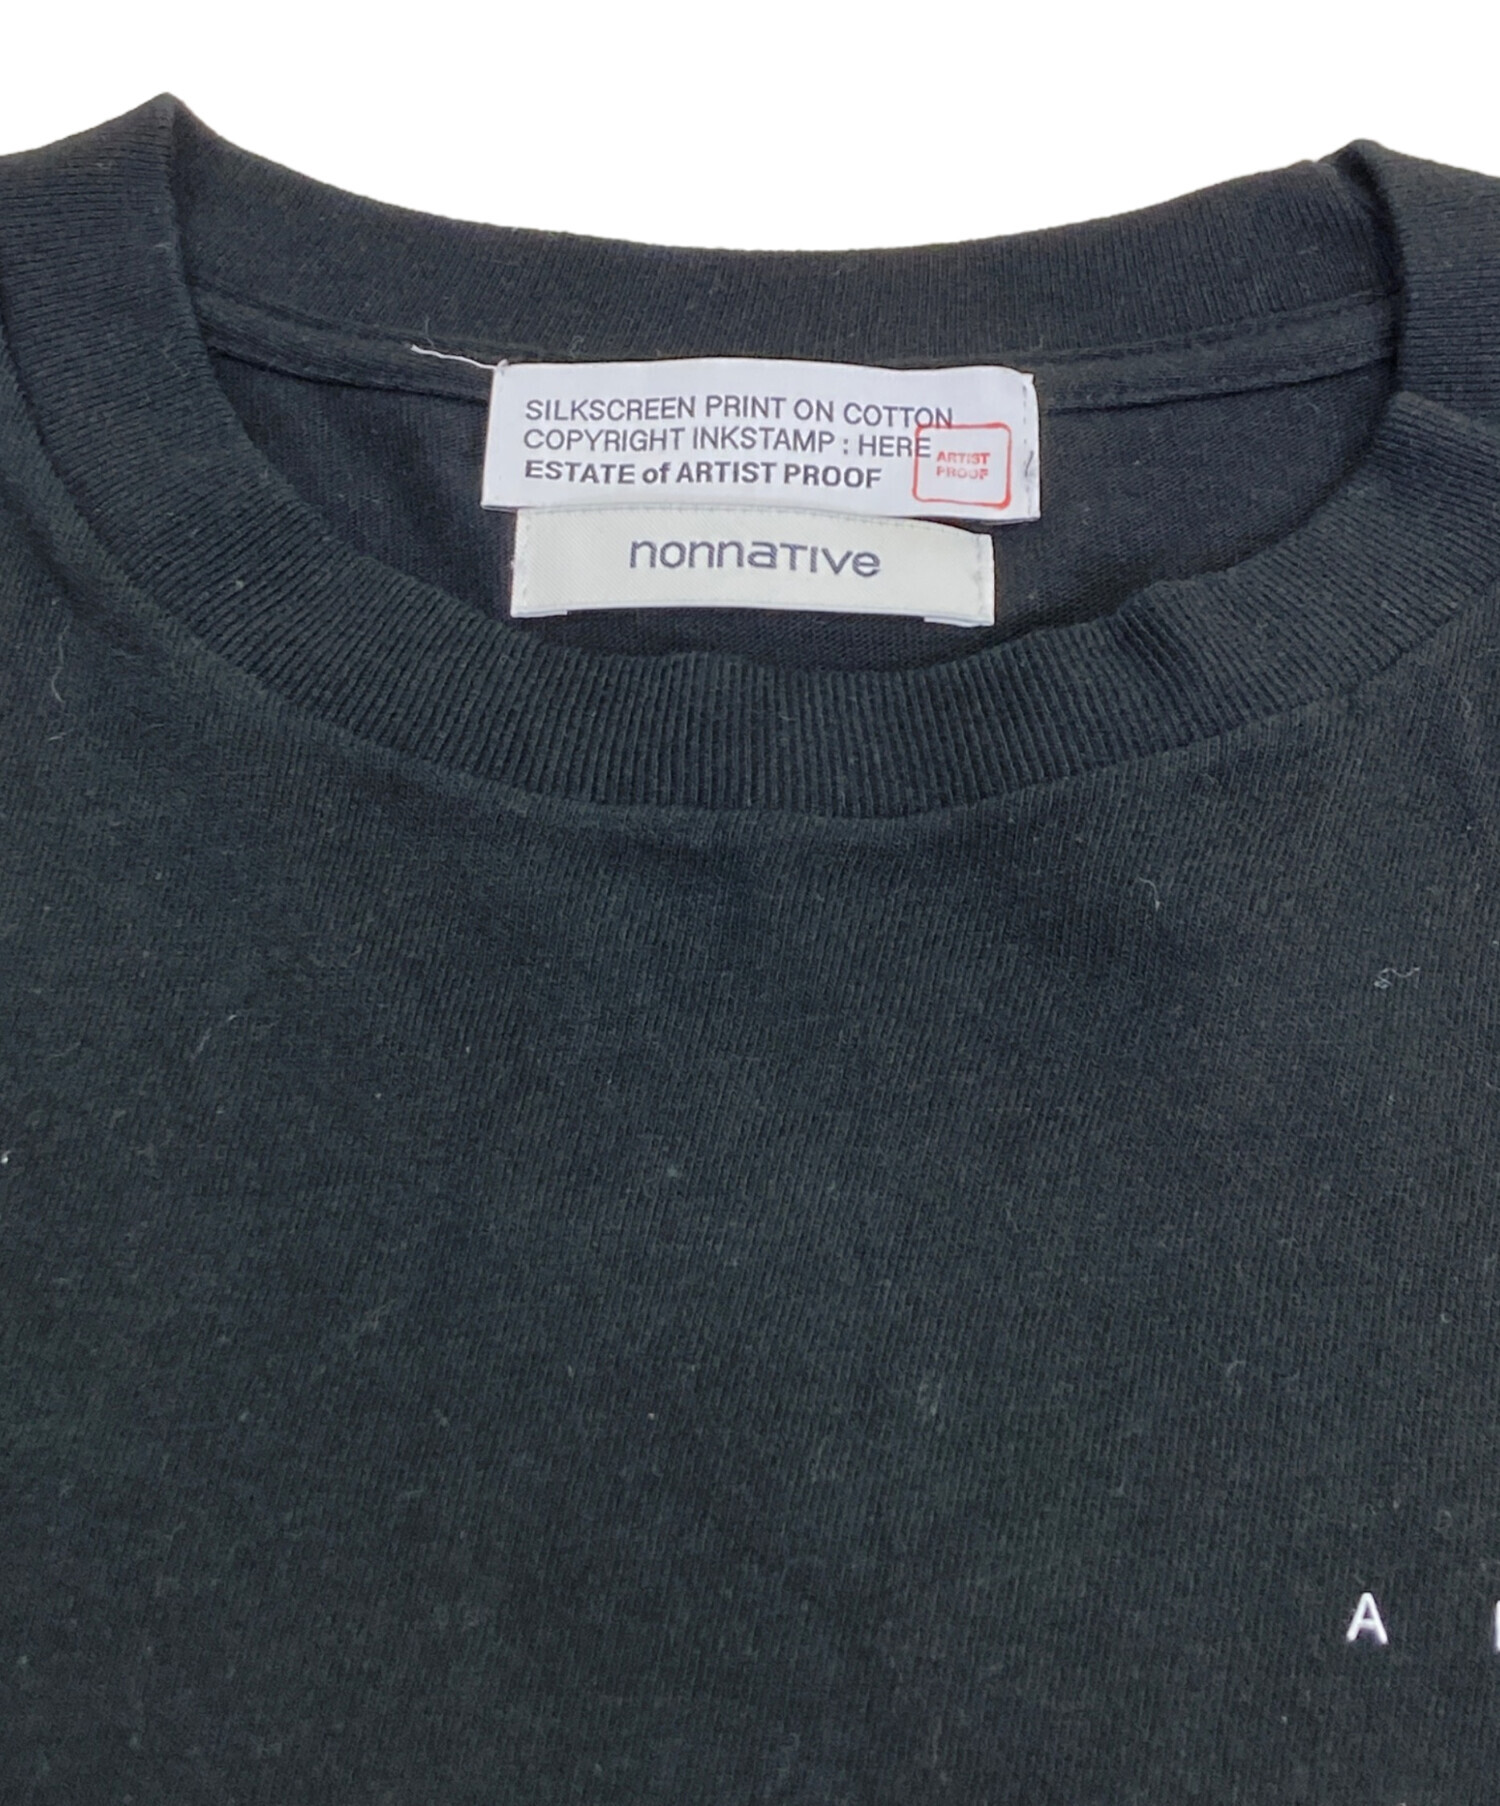 SILKSCREEN PRINT ON COTTON
COPYRIGHT INKSTAMP : HERE
ESTATE of ARTIST PROOF
ARTIST
PROOF
nonnative
A